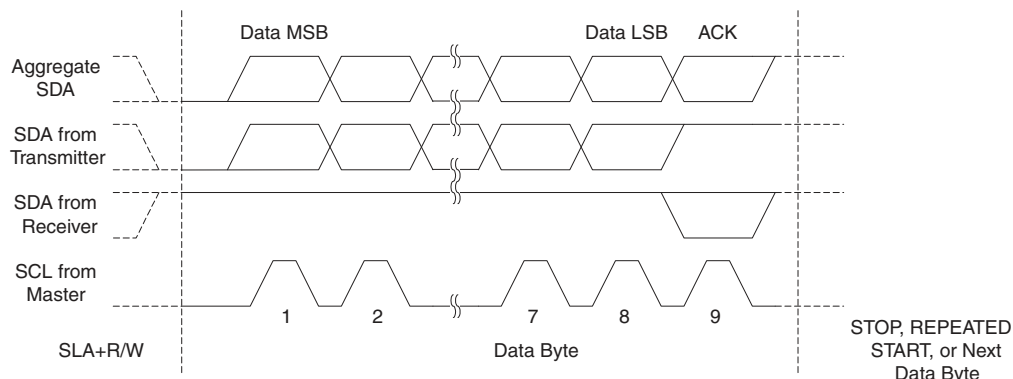 Data MSB
Data LSB
ACK
Aggregate
SDA
SDA from
Transmitter
SDA from
Receiver
SCL from
Master
1
2
7
8
9
SLA+R/W
Data Byte
STOP, REPEATED
START, or Next
Data Byte